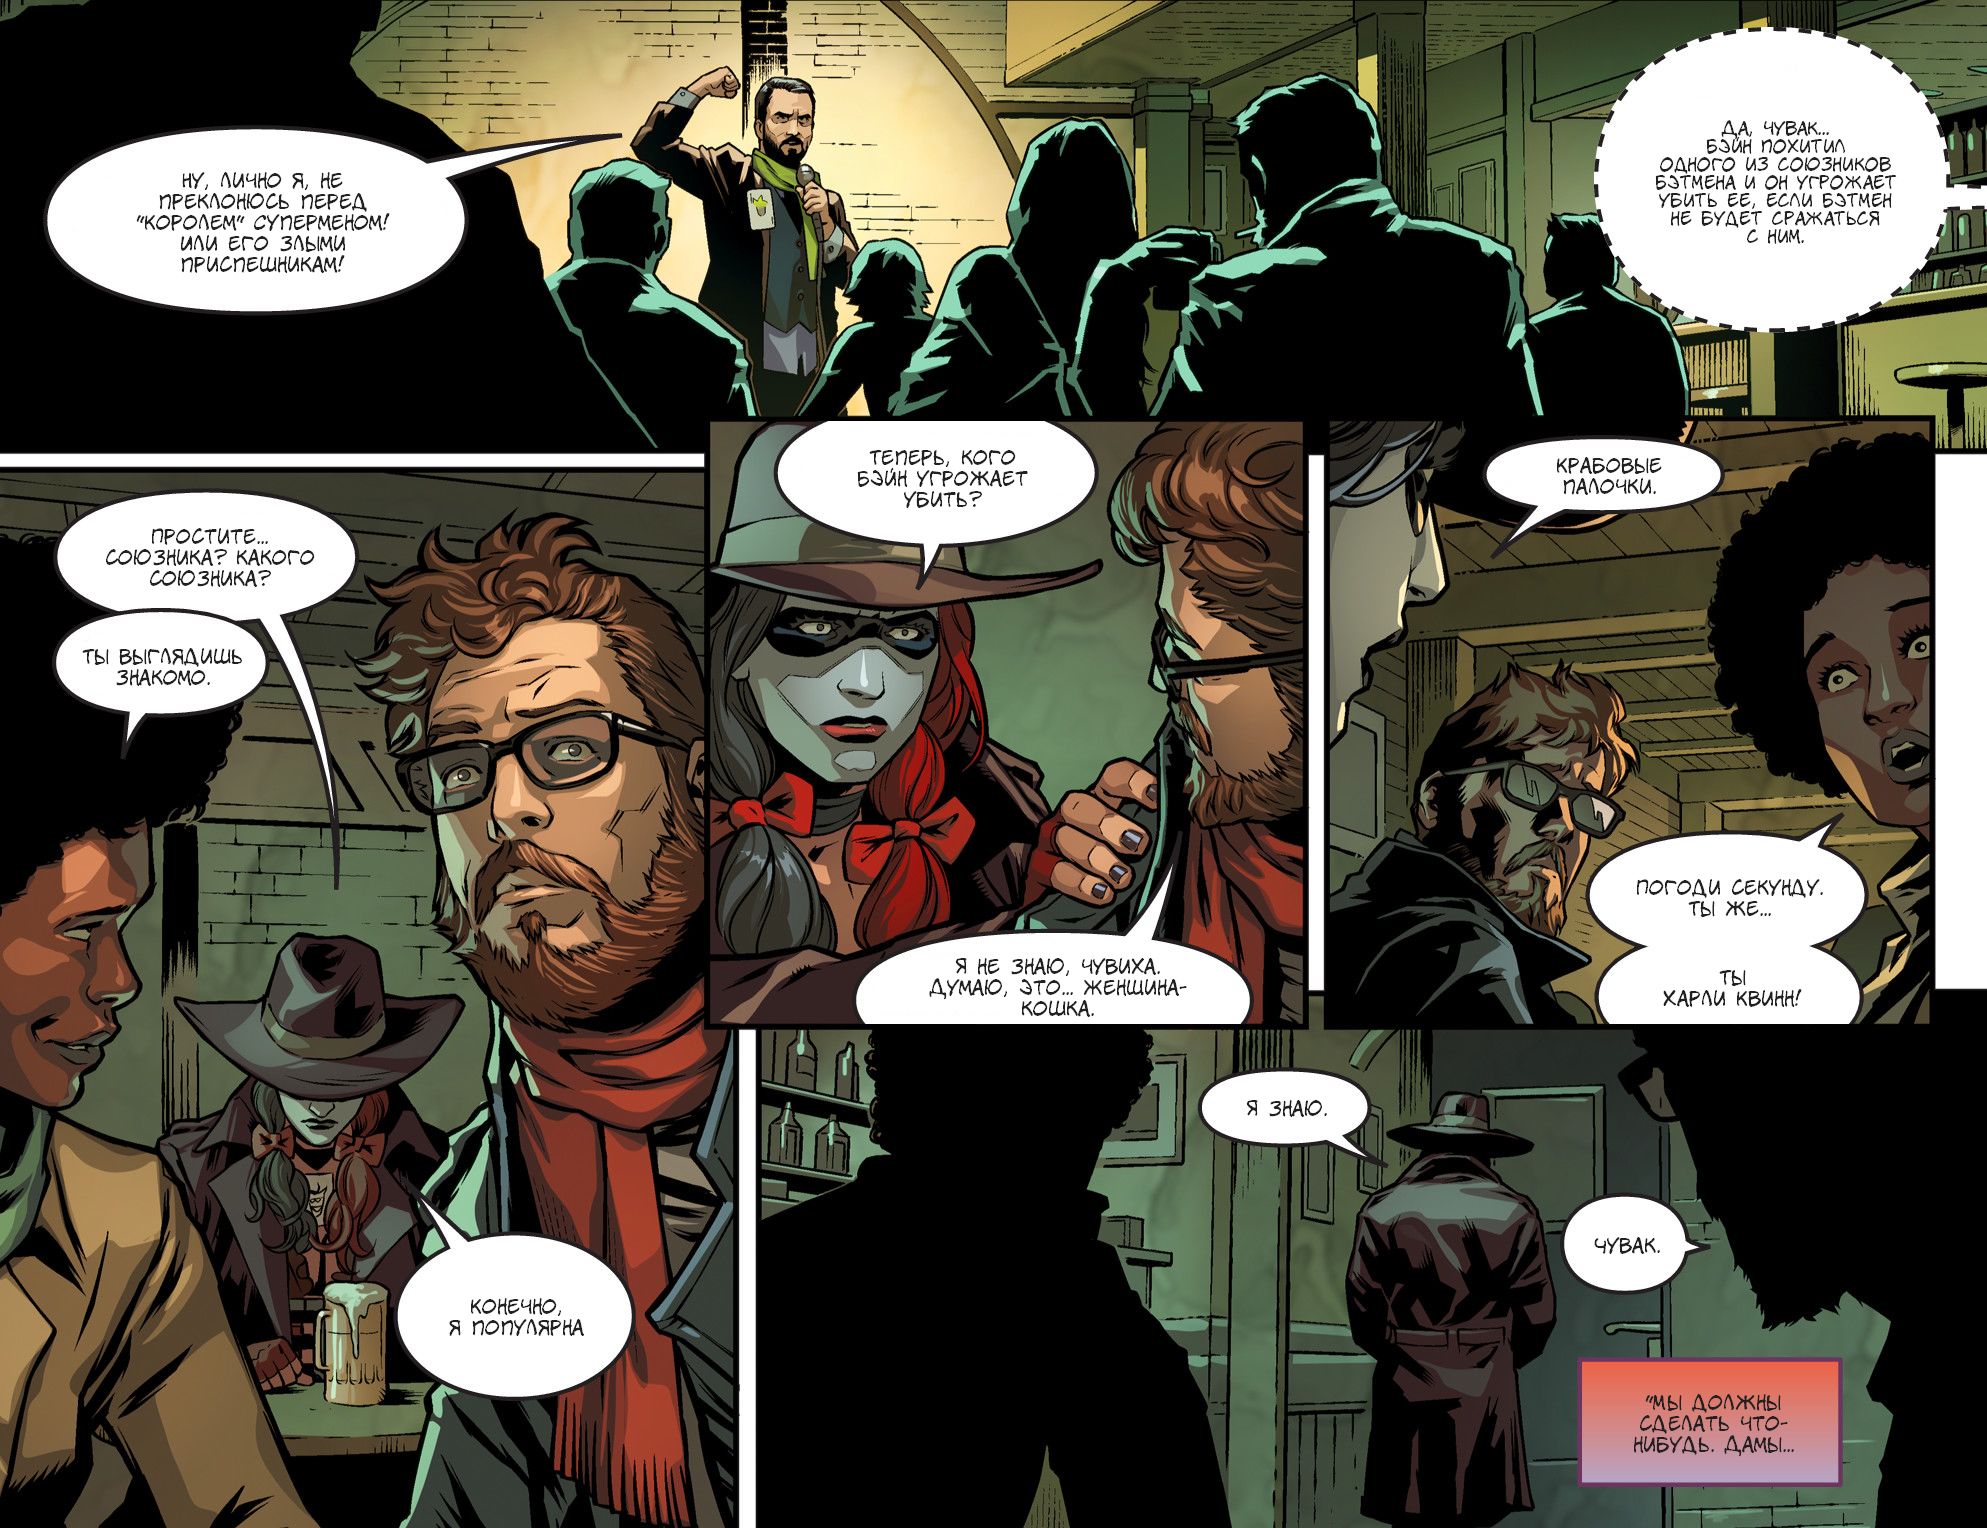 НУ, ЛИЧНО Я, НЕ
ПРЕКЛОНЮСЬ ПЕРЕД
"КОРОЛЕМ" СУПЕРМЕНОМ!
ИЛИ ЕГО ЗЛЫМИ
ПРИСПЕШНИКАМ!
ДА, ЧУВАК...
БЭЙН ПОХИТИЛ
ОДНОГО ИЗ СОЮЗНИКОВ
БЭТМЕНА И ОН УГРОЖАЕТ
УБИТЬ ЕЕ, ЕСЛИ БЭТМЕН
НЕ БУДЕТ СРАЖАТЬСЯ
С НИМ.
ПРОСТИТЕ...
СОЮЗНИКА? КАКОГО
СОЮЗНИКА?
ТЫ ВЫГЛЯДИШЬ
ЗНАКОМО.
КОНЕЧНО,
Я ПОПУЛЯРНА
ТЕПЕРЬ, КОГО
БЭЙН УГРОЖАЕТ
УБИТЬ?
Я НЕ ЗНАЮ, ЧУВИХА.
ДУМАЮ, ЭТО... ЖЕНЩИНА-
КОШКА.
КРАБОВЫЕ
ПАЛОЧКИ.
ПОГОДИ СЕКУНДУ.
ТЫ ЖЕ...
ТЫ
ХАРЛИ КВИНН!
Я ЗНАЮ.
ЧУВАК.
"МЫ ДОЛЖНЫ
СДЕЛАТЬ ЧТО-
НИБУДЬ. ДАМЫ...